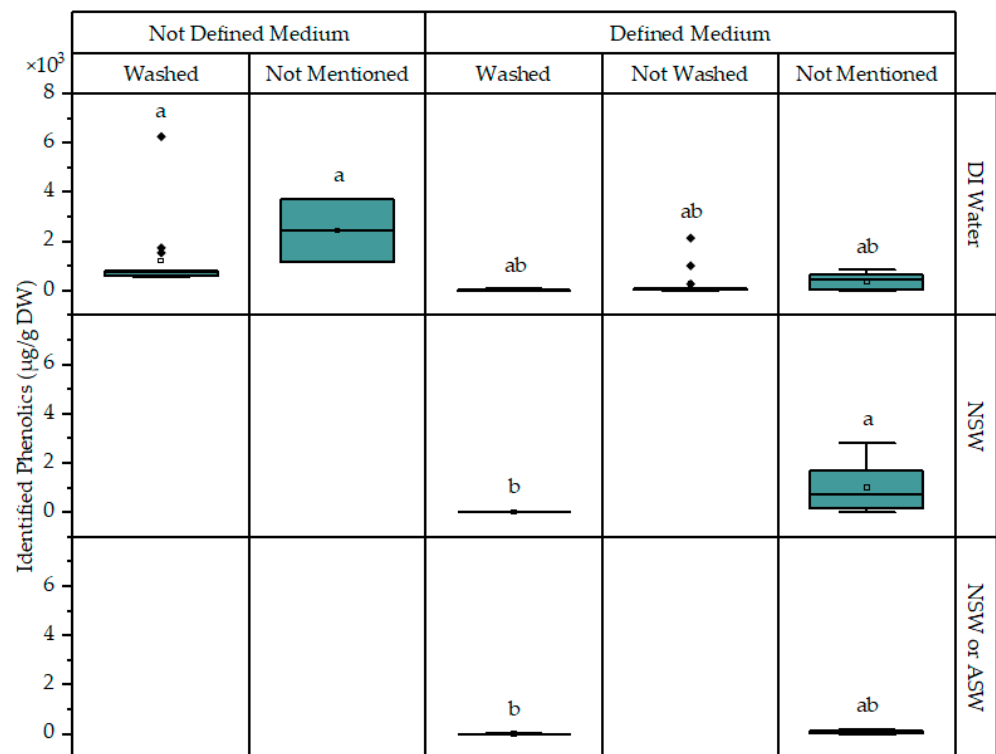 Not Defined Medium Defined Medium
×10³ Washed Not Mentioned Washed Not Washed Not Mentioned
8
6
4
2
0
a
a
ab
ab
ab
DI Water
6
4
2
0
b
a
NSW
6
4
2
0
b
ab
NSW or ASW
Identified Phenolics (µg/g DW)